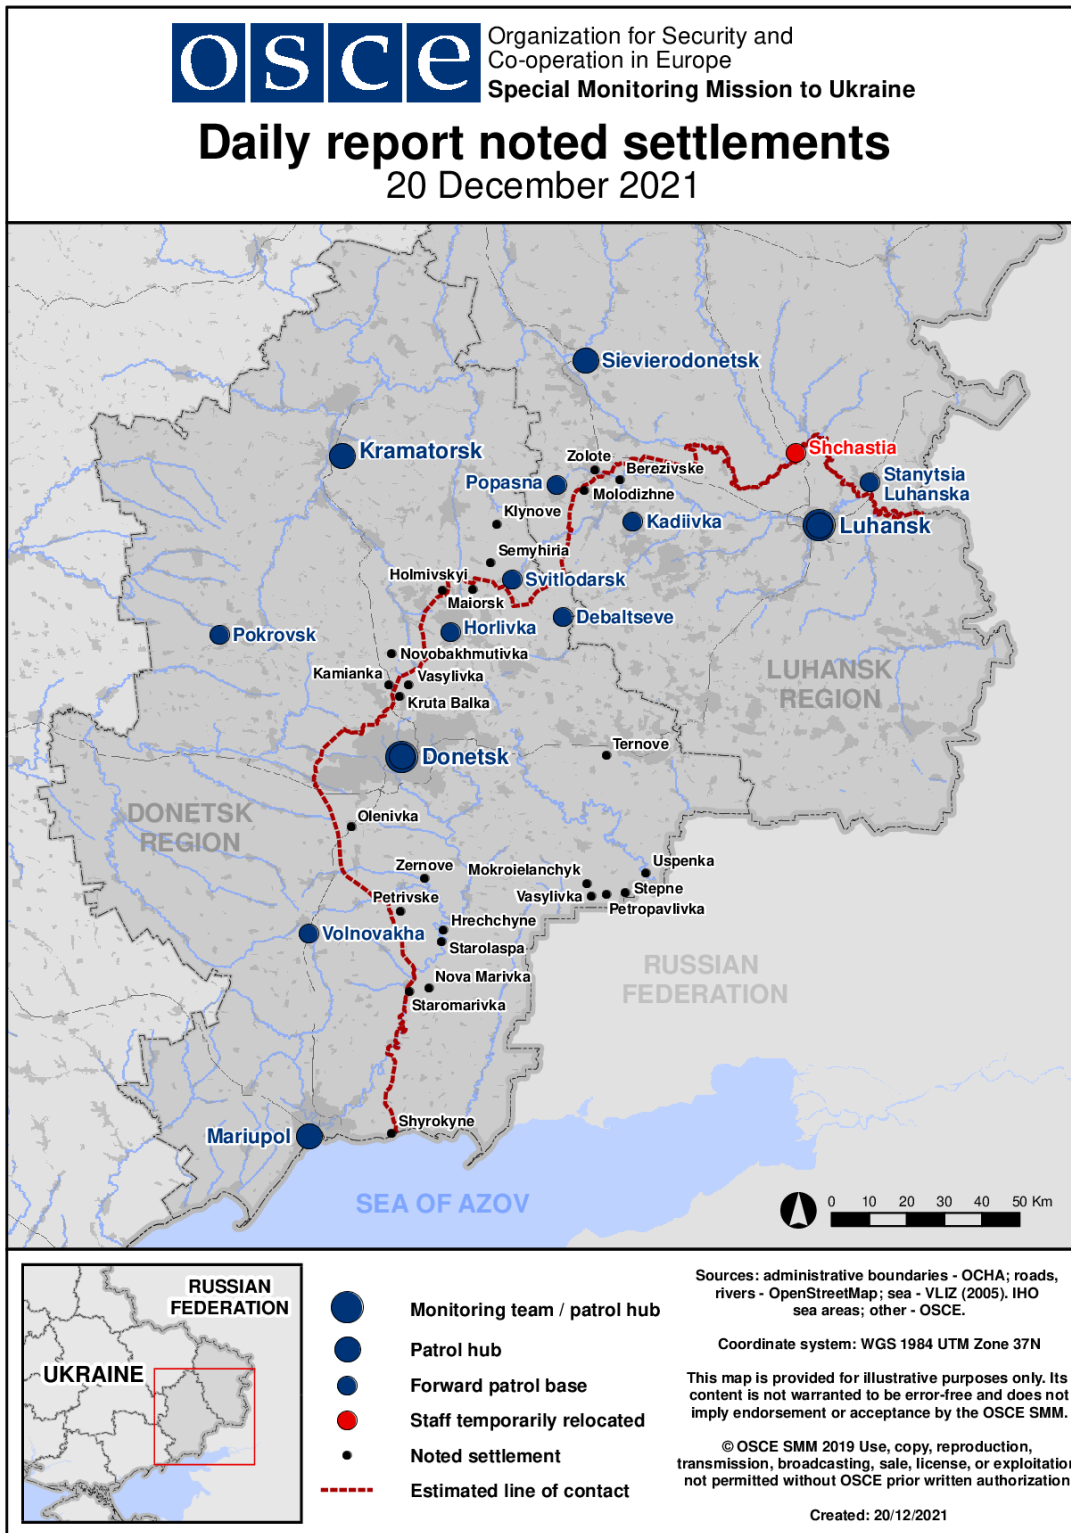 osce
Organization for Security and
Co-operation in Europe
Special Monitoring Mission to Ukraine
Daily report noted settlements
20 December 2021
Sievierodonetsk
Kramatorsk
Shchastia
Zolote
Berezivske
Popasna
Molodizhne
Stanytsia
Luhanska
Klynove
Kadiivka
Luhansk
Semyhiria
Holmivskyi
Svitlodarsk
Maiorsk
Debaltseve
Horlivka
Pokrovsk
Novobakhmutivka
Kamianka
Vasylivka
Kruta Balka
LUHANSK
REGION
Ternove
Donetsk
DONETSK
REGION
Olenivka
Zernove
Mokroielanchyk
Uspenka
Stepne
Vasylivka
Petropavlivka
Petrivske
Hrechchyne
Volnovakha
Starolaspa
Nova Marivka
Staromarivka
RUSSIAN
FEDERATION
Shyrokyne
Mariupol
SEA OF AZOV
0 10 20 30 40 50 Km
RUSSIAN
FEDERATION
UKRAINE
Monitoring team / patrol hub
Patrol hub
Forward patrol base
Staff temporarily relocated
Noted settlement
Estimated line of contact
Sources: administrative boundaries - OCHA; roads,
rivers - OpenStreetMap; sea - VLIZ (2005). IHO
sea areas; other - OSCE.
Coordinate system: WGS 1984 UTM Zone 37N
This map is provided for illustrative purposes only. Its
content is not warranted to be error-free and does not
imply endorsement or acceptance by the OSCE SMM.
© OSCE SMM 2019 Use, copy, reproduction,
transmission, broadcasting, sale, license, or exploitation
not permitted without OSCE prior written authorization
Created: 20/12/2021